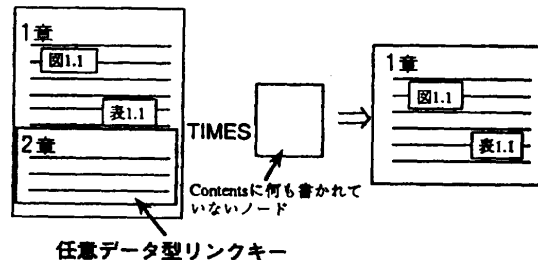 1章
図1.1
表1.1
2章
TIMES
Contentsに何も書かれて
いないノード
任意データ型リンクキー
1章
図1.1
表1.1